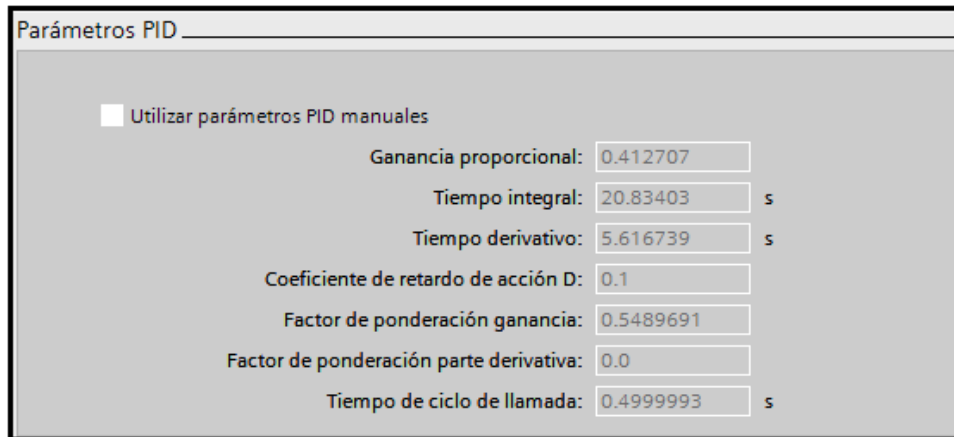 Parámetros PID
Utilizar parámetros PID manuales
Ganancia proporcional: 0.412707
Tiempo integral: 20.83403 s
Tiempo derivativo: 5.616739 s
Coeficiente de retardo de acción D: 0.1
Factor de ponderación ganancia: 0.5489691
Factor de ponderación parte derivativa: 0.0
Tiempo de ciclo de llamada: 0.4999993 s